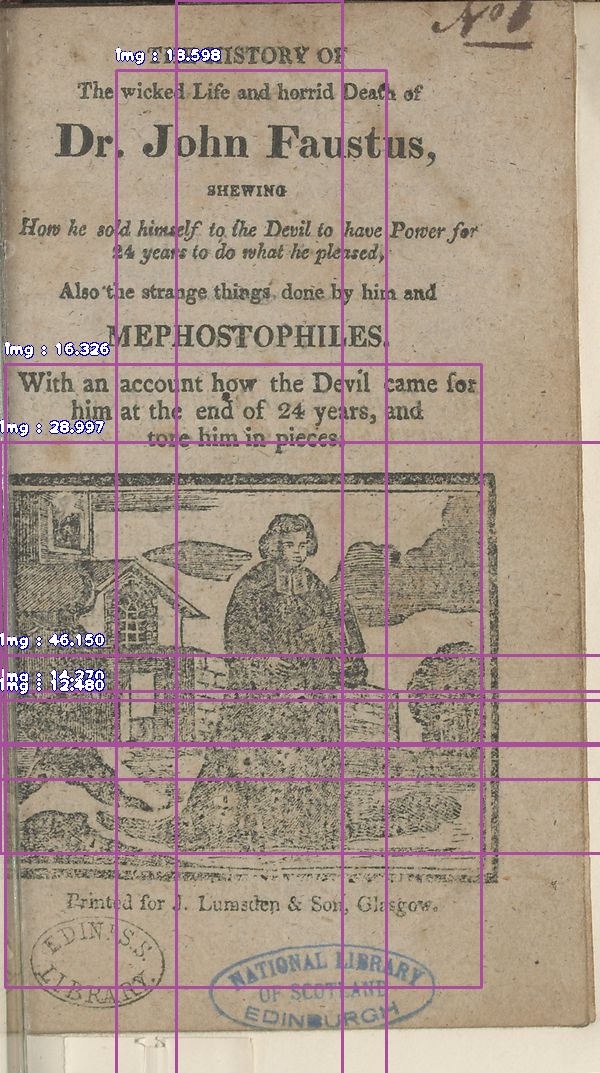 No 1
THE HISTORY OF
The wicked Life and horrid Death of
Dr. John Faustus,
SHEWING
How he sold himself to the Devil to have Power for
24 years to do what he pleased,
Also the strange things done by him and
MEPHOSTOPHILES.
With an account how the Devil came for
him at the end of 24 years, and
tore him in pieces.
Printed for J. Lumsden & Son, Glasgow.
EDIN. S.S.
LIBRARY.
NATIONAL LIBRARY
OF SCOTLAND
EDINBURGH
img : 18.598
img : 16.326
img : 28.997
img : 46.150
img : 12.480